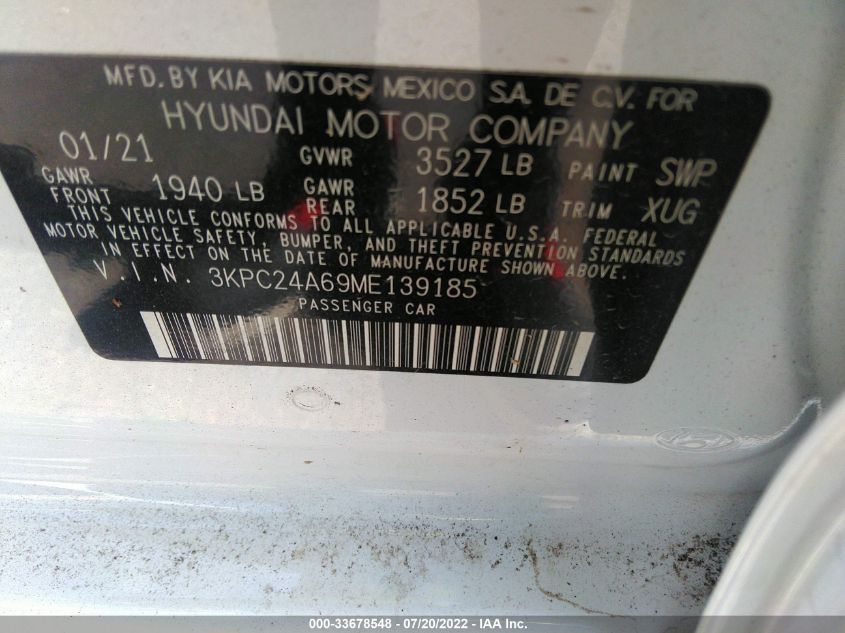 MFD. BY KIA MOTORS MEXICO S.A. DE C.V. FOR
HYUNDAI MOTOR COMPANY
01/21 GVWR 3527 LB PAINT SWP
GAWR FRONT 1940 LB GAWR REAR 1852 LB TRIM XUG
THIS VEHICLE CONFORMS TO ALL APPLICABLE U.S.A. FEDERAL
MOTOR VEHICLE SAFETY, BUMPER, AND THEFT PREVENTION STANDARDS
IN EFFECT ON THE DATE OF MANUFACTURE SHOWN ABOVE.
V.I.N. 3KPC24A69ME139185
PASSENGER CAR
000-33678548 — 07/20/2022 — IAA Inc.